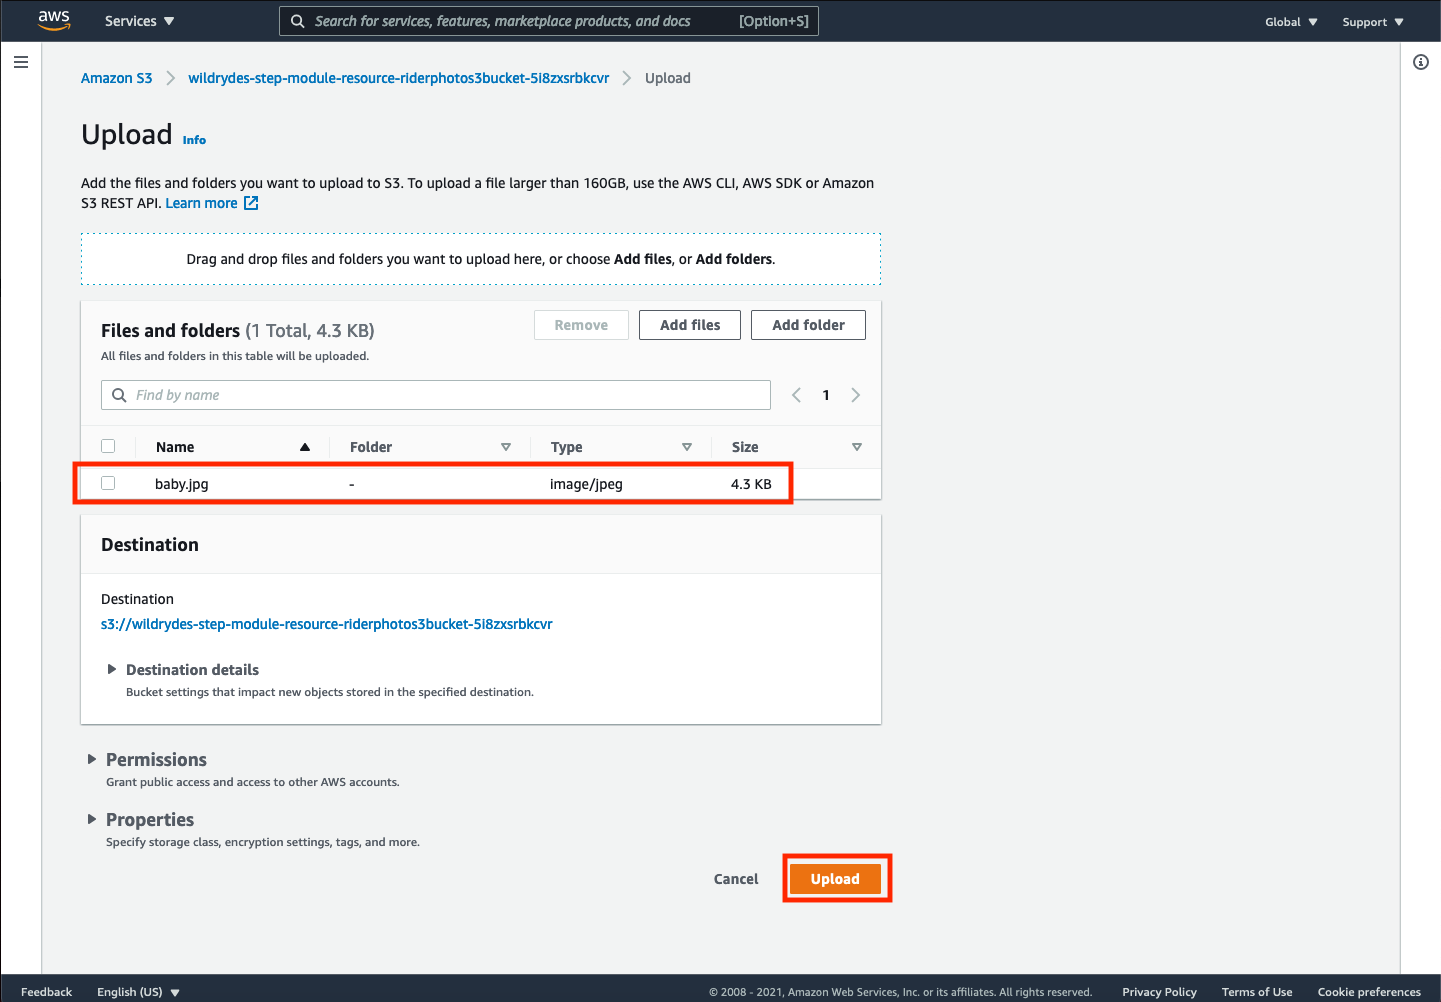 aws
Services
Search for services, features, marketplace products, and docs [Option+S]
Global
Support
Amazon S3 wildrydes-step-module-resource-riderphotos3bucket-5i8zxsrbkcvr Upload
Upload Info
Add the files and folders you want to upload to S3. To upload a file larger than 160GB, use the AWS CLI, AWS SDK or Amazon
S3 REST API. Learn more
Drag and drop files and folders you want to upload here, or choose Add files, or Add folders.
Files and folders (1 Total, 4.3 KB)
All files and folders in this table will be uploaded.
Remove
Add files
Add folder
Find by name
1
Name Folder Type Size
baby.jpg - image/jpeg 4.3 KB
Destination
Destination
s3://wildrydes-step-module-resource-riderphotos3bucket-5i8zxsrbkcvr
Destination details
Bucket settings that impact new objects stored in the specified destination.
Permissions
Grant public access and access to other AWS accounts.
Properties
Specify storage class, encryption settings, tags, and more.
Cancel
Upload
Feedback English (US) © 2008 - 2021, Amazon Web Services, Inc. or its affiliates. All rights reserved. Privacy Policy Terms of Use Cookie preferences